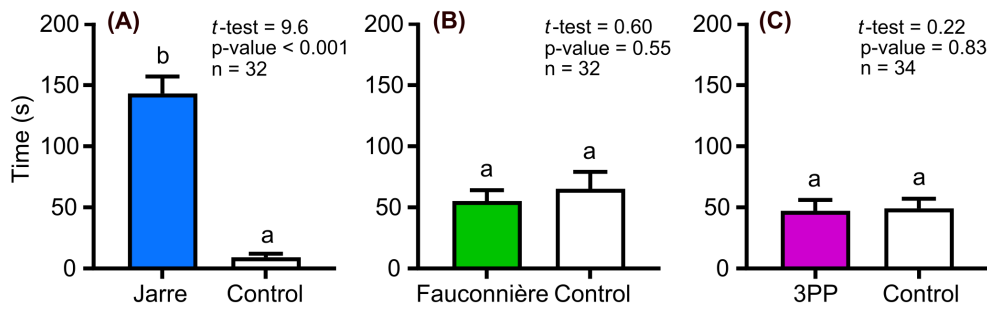 (A)
t-test = 9.6
p-value < 0.001
n = 32
Time (s)
200
150
100
50
0
b
a
Jarre
Control
(B)
t-test = 0.60
p-value = 0.55
n = 32
200
150
100
50
0
a
a
Fauconnière
Control
(C)
t-test = 0.22
p-value = 0.83
n = 34
200
150
100
50
0
a
a
3PP
Control